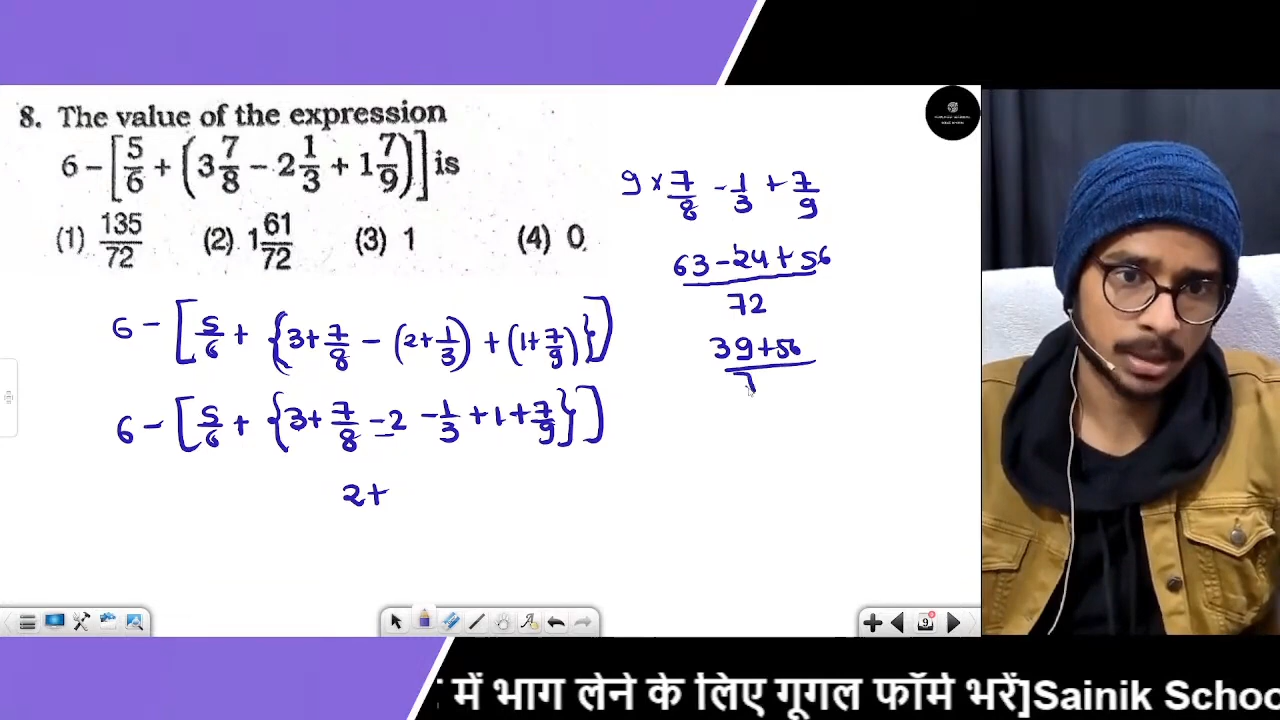 8. The value of the expression
6 - [5/6 + (3 7/8 - 2 1/3 + 1 7/9)] is
(1) 135/72 (2) 1 61/72 (3) 1 (4) 0
6 - [5/6 + {3 + 7/8 - (2 + 1/3) + (1 + 7/9)}]
6 - [5/6 + {3 + 7/8 - 2 - 1/3 + 1 + 7/9}]
2+
9 × 7/8 - 1/3 + 7/9
63 - 24 + 56
72
39 + 56
9
में भाग लेने के लिए गूगल फॉर्म भरें]Sainik Schoo